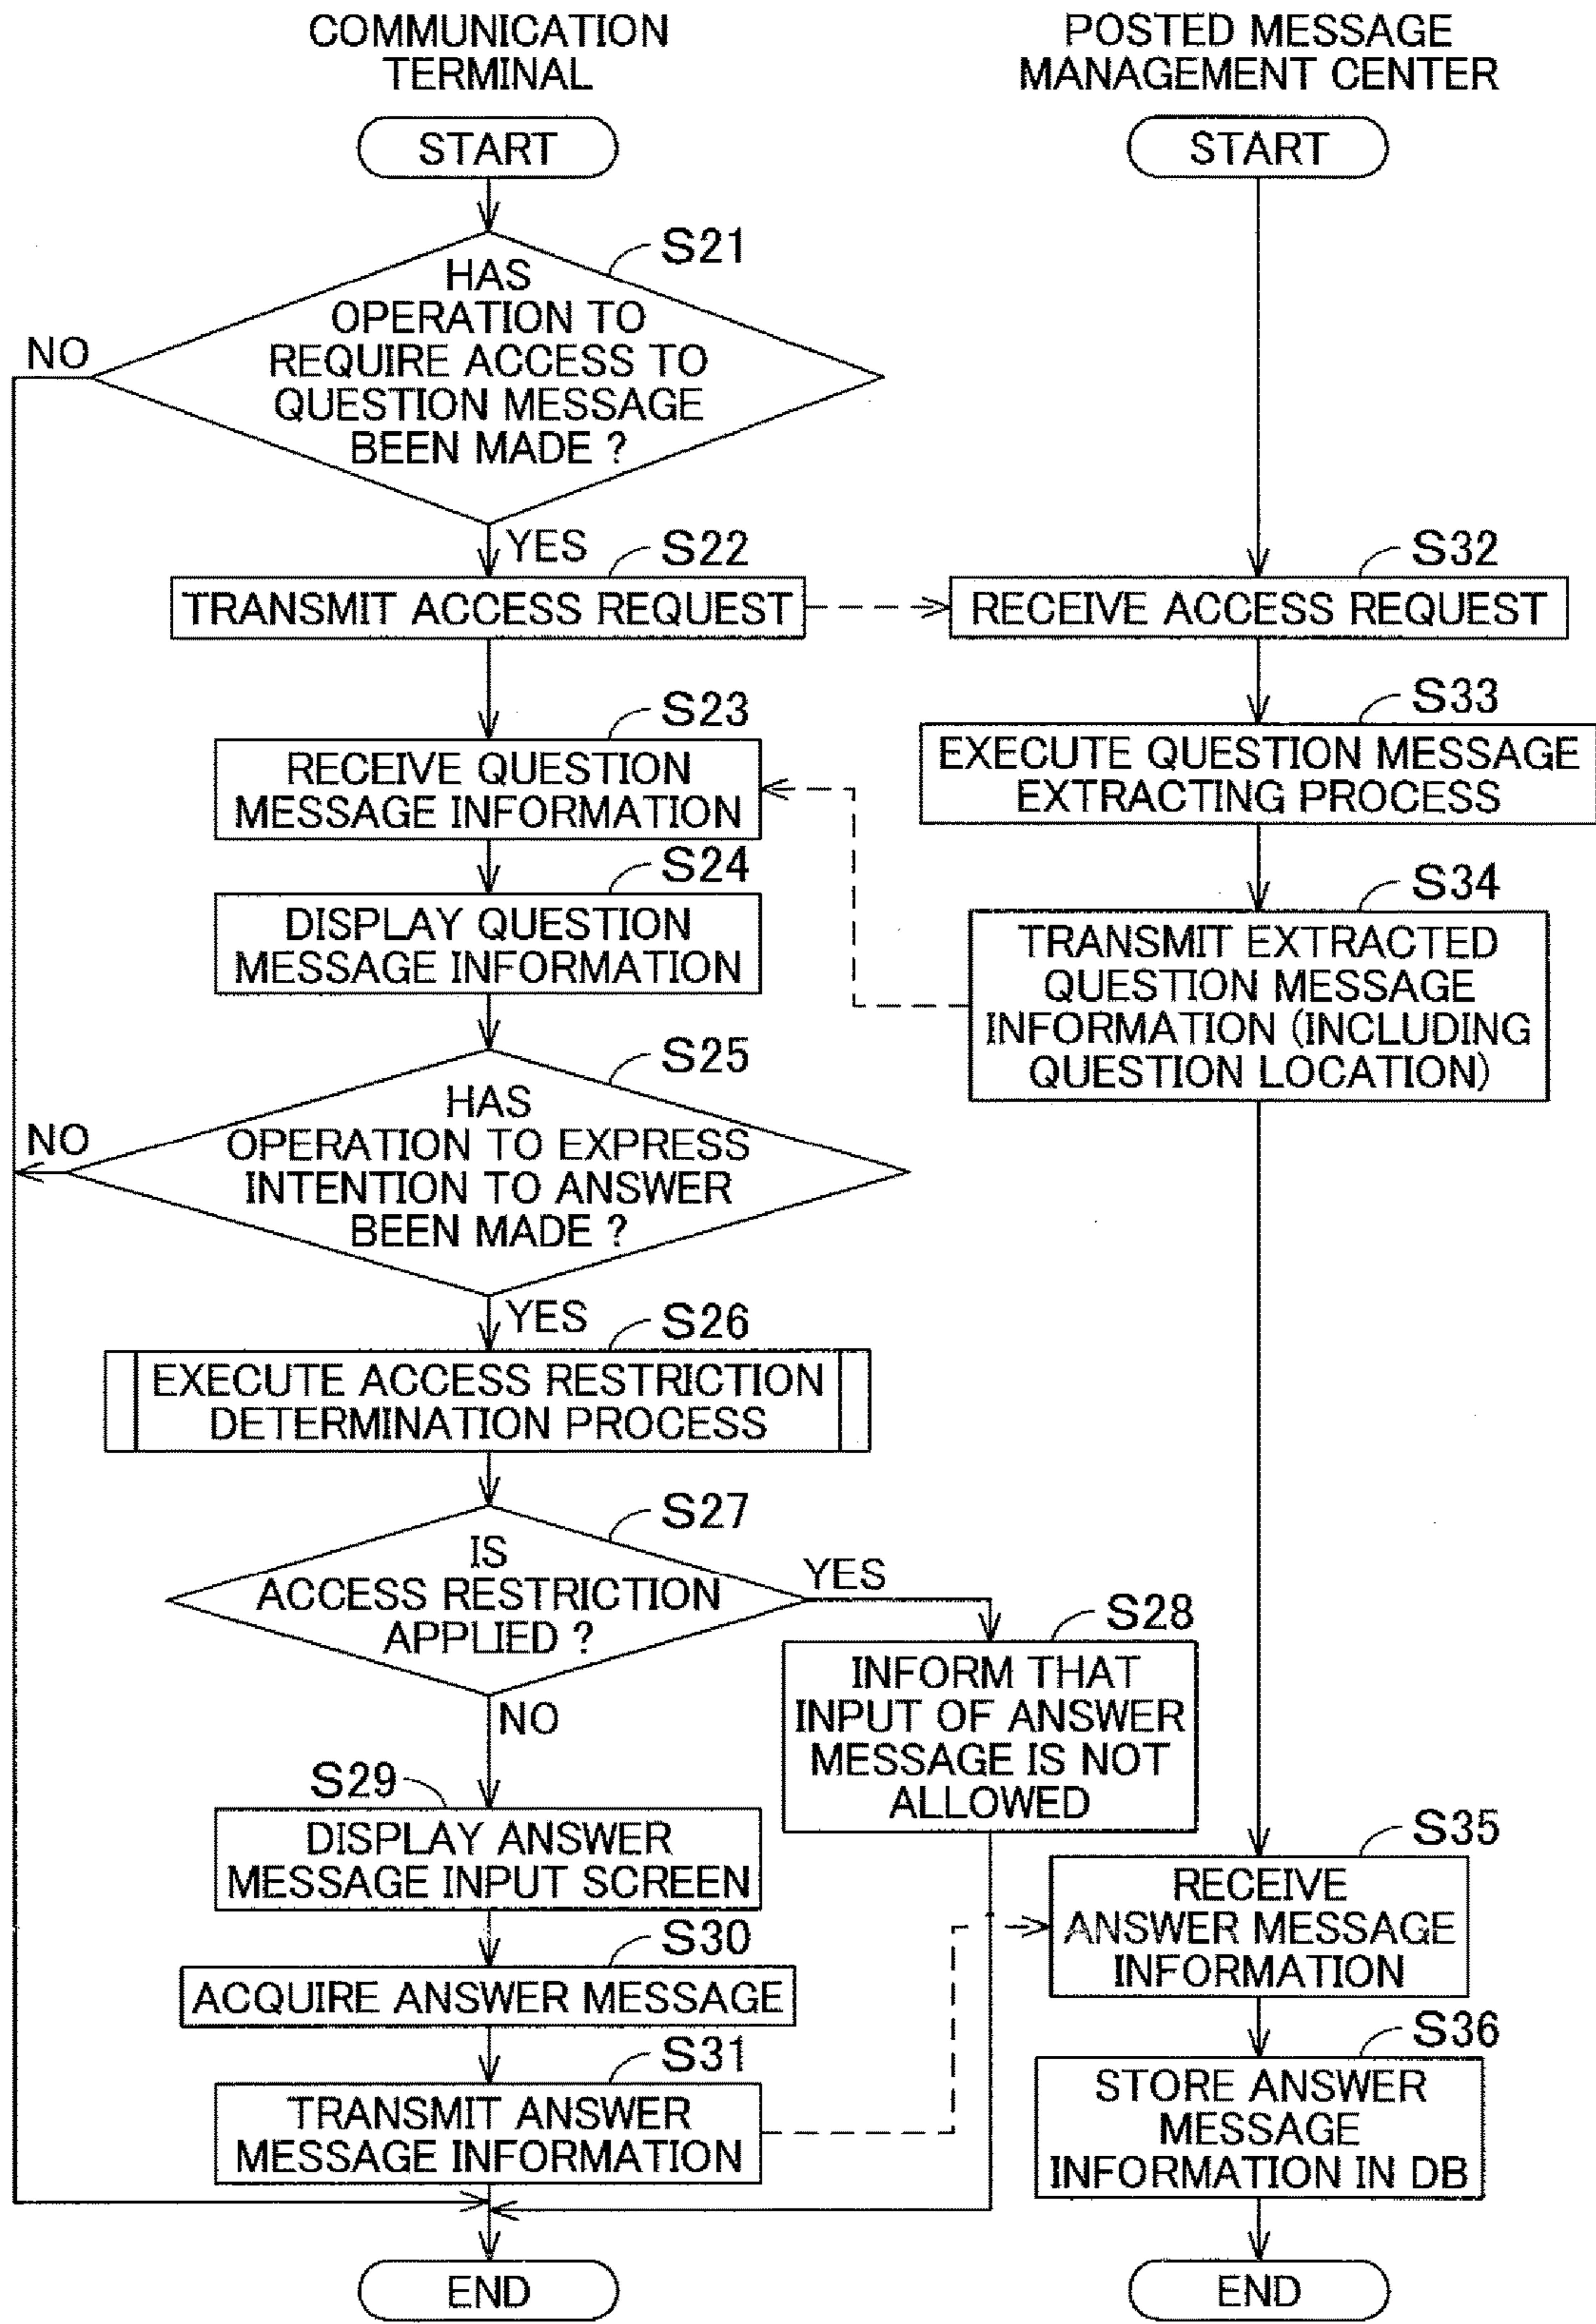 COMMUNICATION
TERMINAL
START
S21
HAS
OPERATION TO
REQUIRE ACCESS TO
QUESTION MESSAGE
BEEN MADE ?
NO
YES
S22
TRANSMIT ACCESS REQUEST
S23
RECEIVE QUESTION
MESSAGE INFORMATION
S24
DISPLAY QUESTION
MESSAGE INFORMATION
S25
HAS
OPERATION TO EXPRESS
INTENTION TO ANSWER
BEEN MADE ?
NO
YES
S26
EXECUTE ACCESS RESTRICTION
DETERMINATION PROCESS
S27
IS
ACCESS RESTRICTION
APPLIED ?
YES
S28
INFORM THAT
INPUT OF ANSWER
MESSAGE IS NOT
ALLOWED
NO
S29
DISPLAY ANSWER
MESSAGE INPUT SCREEN
S30
ACQUIRE ANSWER MESSAGE
S31
TRANSMIT ANSWER
MESSAGE INFORMATION
END
POSTED MESSAGE
MANAGEMENT CENTER
START
S32
RECEIVE ACCESS REQUEST
S33
EXECUTE QUESTION MESSAGE
EXTRACTING PROCESS
S34
TRANSMIT EXTRACTED
QUESTION MESSAGE
INFORMATION (INCLUDING
QUESTION LOCATION)
S35
RECEIVE
ANSWER MESSAGE
INFORMATION
S36
STORE ANSWER
MESSAGE
INFORMATION IN DB
END